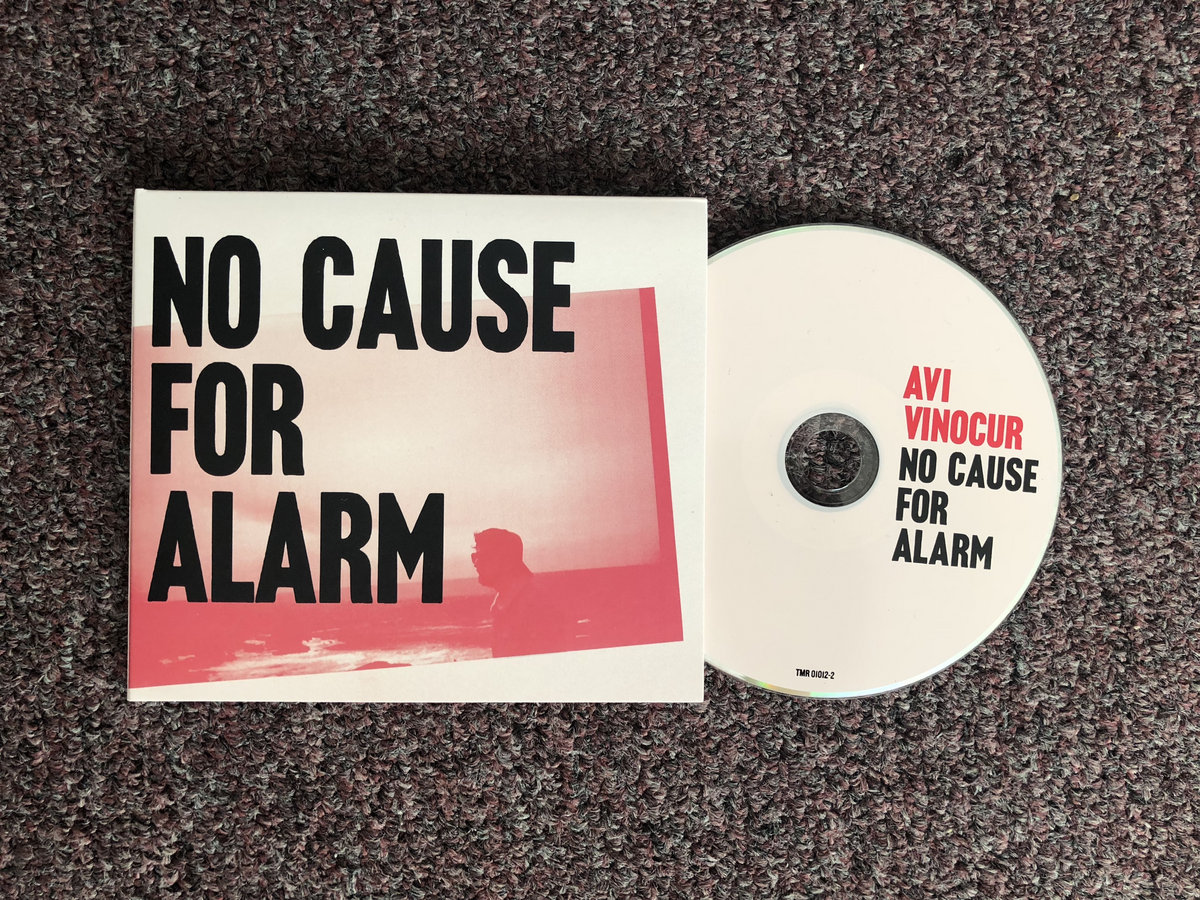 NO CAUSE
FOR
ALARM
AVI
VINOCUR
NO CAUSE
FOR
ALARM
TMR 01012-2